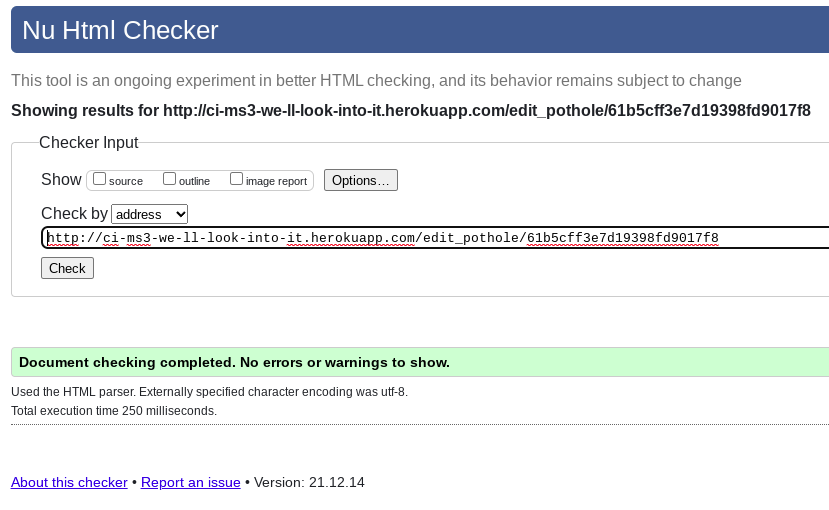 Nu Html Checker
This tool is an ongoing experiment in better HTML checking, and its behavior remains subject to change
Showing results for http://ci-ms3-we-ll-look-into-it.herokuapp.com/edit_pothole/61b5cff3e7d19398fd9017f8
Checker Input
Show source outline image report Options…
Check by address
http://ci-ms3-we-ll-look-into-it.herokuapp.com/edit_pothole/61b5cff3e7d19398fd9017f8
Check
Document checking completed. No errors or warnings to show.
Used the HTML parser. Externally specified character encoding was utf-8.
Total execution time 250 milliseconds.
About this checker • Report an issue • Version: 21.12.14